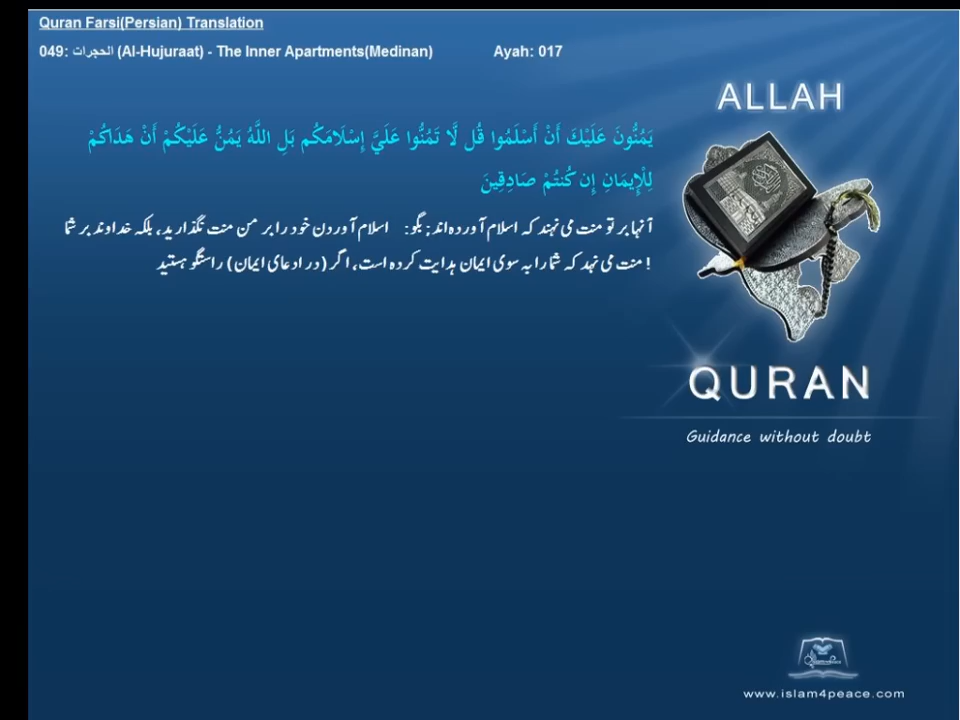 Quran Farsi(Persian) Translation
049: الحجرات (Al-Hujuraat) - The Inner Apartments(Medinan) Ayah: 017
يَمُنُّونَ عَلَيْكَ أَنْ أَسْلَمُوا قُل لَّا تَمُنُّوا عَلَيَّ إِسْلَامَكُم بَلِ اللَّهُ يَمُنُّ عَلَيْكُمْ أَنْ هَدَاكُمْ
لِلْإِيمَانِ إِن كُنتُمْ صَادِقِينَ
آنها بر تو منت می‌نهند که اسلام آورده‌اند: بگو: اسلام آوردن خود را بر من منت نگذارید، بلکه خداوند بر شما
! منت می‌نهد که شما را به سوی ایمان هدایت کرده است، اگر (در ادعای ایمان) راستگو هستید
ALLAH
QURAN
Guidance without doubt
www.islam4peace.com